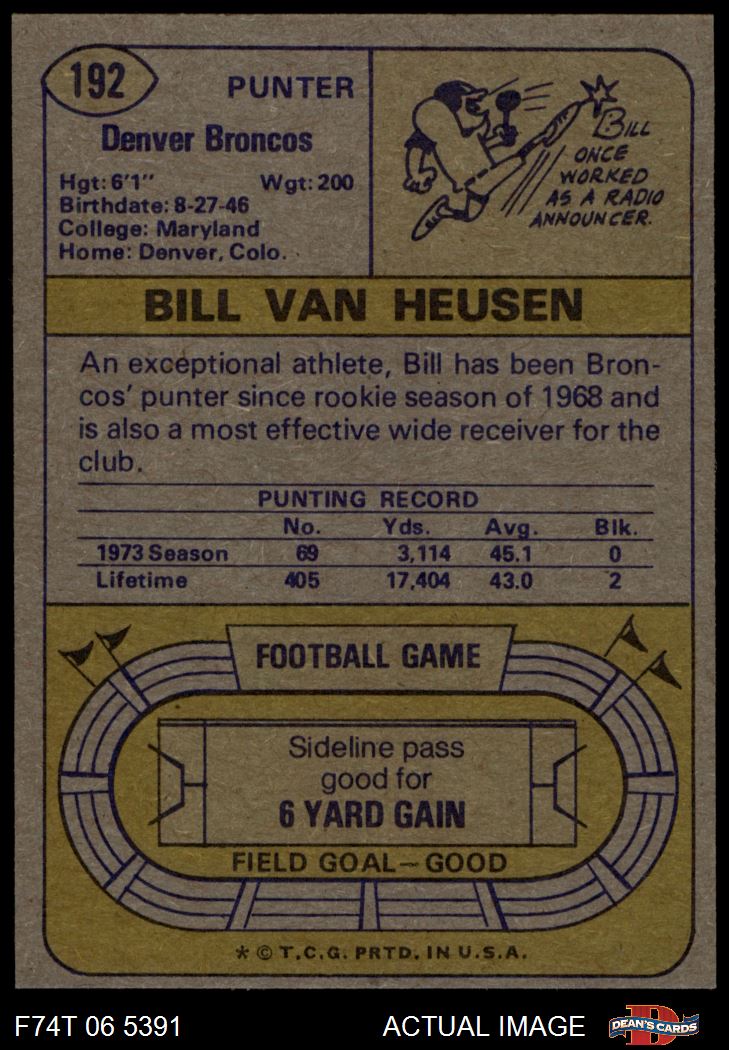 192
PUNTER
Denver Broncos
Hgt: 6'1" Wgt: 200
Birthdate: 8-27-46
College: Maryland
Home: Denver, Colo.
BILL
ONCE
WORKED
AS A RADIO
ANNOUNCER.
BILL VAN HEUSEN
An exceptional athlete, Bill has been Bron-
cos' punter since rookie season of 1968 and
is also a most effective wide receiver for the
club.
PUNTING RECORD
No. Yds. Avg. Blk.
1973 Season 69 3,114 45.1 0
Lifetime 405 17,404 43.0 2
FOOTBALL GAME
Sideline pass
good for
6 YARD GAIN
FIELD GOAL—GOOD
* © T.C.G. PRTD. IN U.S.A.
F74T 06 5391 ACTUAL IMAGE D DEAN'S CARDS